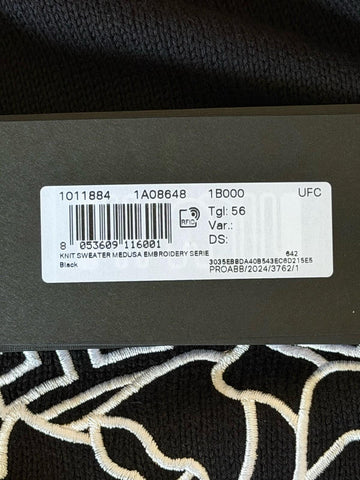 1011884 1A08648 1B000 UFC
RFID
Tgl: 56
Var.:
DS:
8 053609 116001
KNIT SWEATER MEDUSA EMBROIDERY SERIE
Black
642
3035EBBDA40B543EC6D215E5
PROABB/2024/3762/1